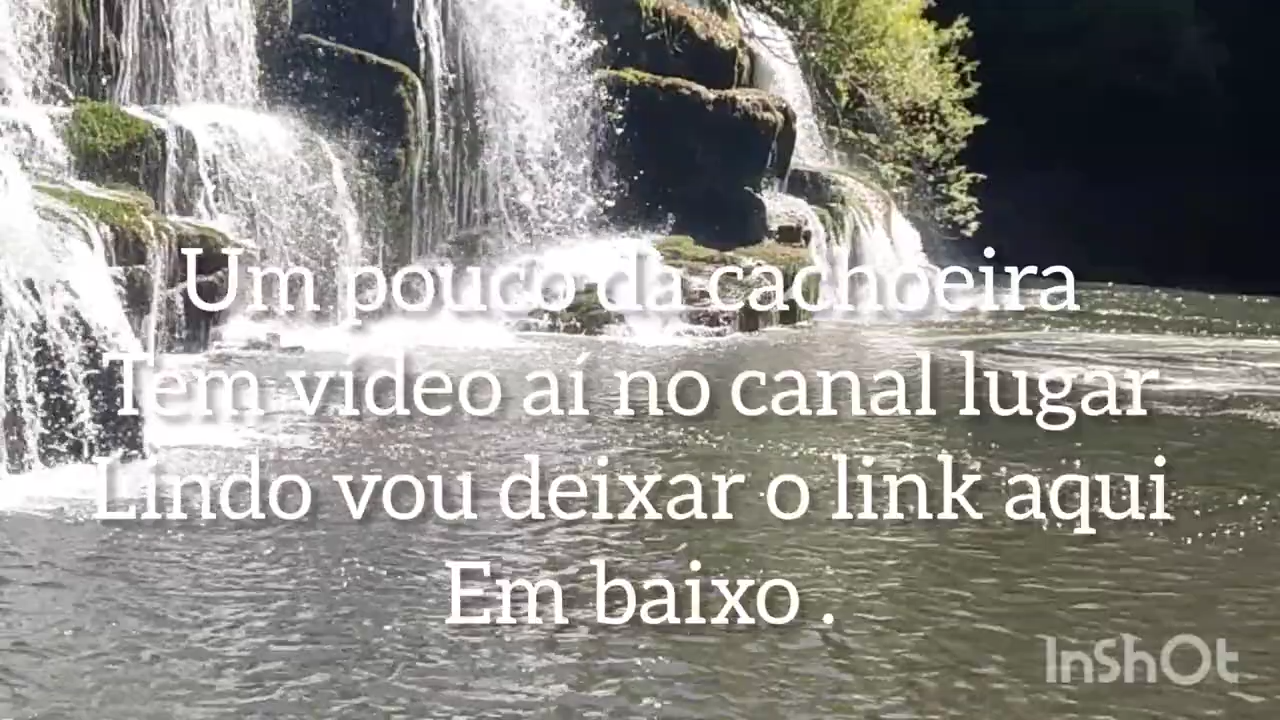 Um pouco da cachoeira
Tem vídeo aí no canal lugar
Lindo vou deixar o link aqui
Em baixo .
InShOt